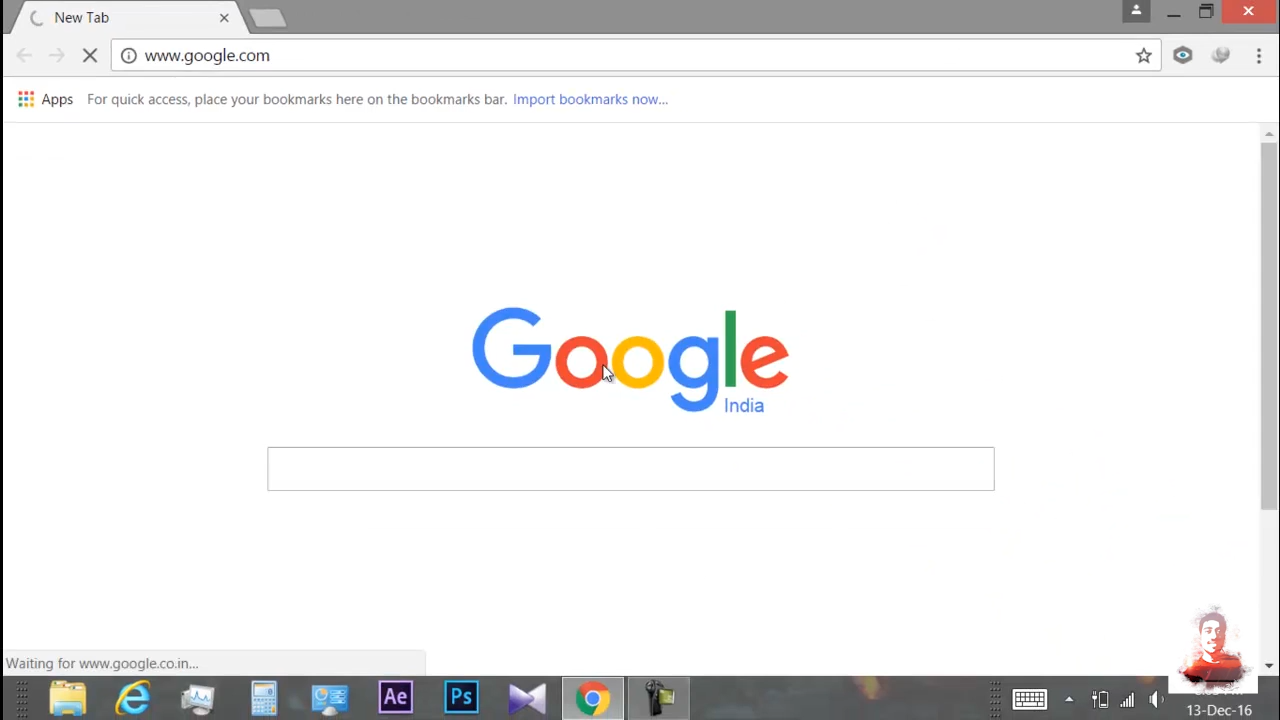 New Tab
www.google.com
Apps For quick access, place your bookmarks here on the bookmarks bar. Import bookmarks now...
Google
India
Waiting for www.google.co.in...
Ae Ps
13-Dec-16